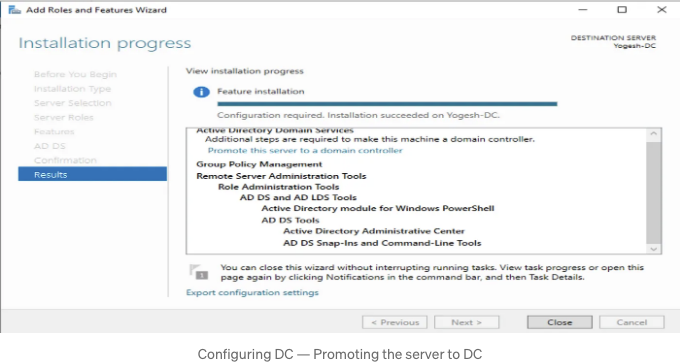 Add Roles and Features Wizard
Installation progress
DESTINATION SERVER
Yogesh-DC
Before You Begin
Installation Type
Server Selection
Server Roles
Features
AD DS
Confirmation
Results
View installation progress
Feature installation
Configuration required. Installation succeeded on Yogesh-DC.
Active Directory Domain Services
Additional steps are required to make this machine a domain controller.
Promote this server to a domain controller
Group Policy Management
Remote Server Administration Tools
Role Administration Tools
AD DS and AD LDS Tools
Active Directory module for Windows PowerShell
AD DS Tools
Active Directory Administrative Center
AD DS Snap-Ins and Command-Line Tools
1
You can close this wizard without interrupting running tasks. View task progress or open this
page again by clicking Notifications in the command bar, and then Task Details.
Export configuration settings
< Previous
Next >
Close
Cancel
Configuring DC — Promoting the server to DC